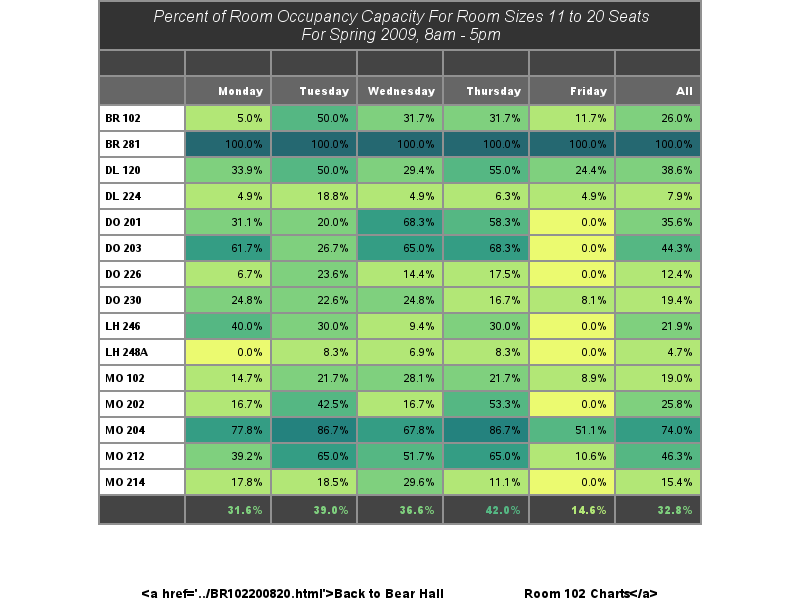 Percent of Room Occupancy Capacity For Room Sizes 11 to 20 Seats
For Spring 2009, 8am - 5pm
Monday Tuesday Wednesday Thursday Friday All
BR 102 5.0% 50.0% 31.7% 31.7% 11.7% 26.0%
BR 281 100.0% 100.0% 100.0% 100.0% 100.0% 100.0%
DL 120 33.9% 50.0% 29.4% 55.0% 24.4% 38.6%
DL 224 4.9% 18.8% 4.9% 6.3% 4.9% 7.9%
DO 201 31.1% 20.0% 68.3% 58.3% 0.0% 35.6%
DO 203 61.7% 26.7% 65.0% 68.3% 0.0% 44.3%
DO 226 6.7% 23.6% 14.4% 17.5% 0.0% 12.4%
DO 230 24.8% 22.6% 24.8% 16.7% 8.1% 19.4%
LH 246 40.0% 30.0% 9.4% 30.0% 0.0% 21.9%
LH 248A 0.0% 8.3% 6.9% 8.3% 0.0% 4.7%
MO 102 14.7% 21.7% 28.1% 21.7% 8.9% 19.0%
MO 202 16.7% 42.5% 16.7% 53.3% 0.0% 25.8%
MO 204 77.8% 86.7% 67.8% 86.7% 51.1% 74.0%
MO 212 39.2% 65.0% 51.7% 65.0% 10.6% 46.3%
MO 214 17.8% 18.5% 29.6% 11.1% 0.0% 15.4%
31.6% 39.0% 36.6% 42.0% 14.6% 32.8%
<a href='../BR102200820.html'>Back to Bear Hall Room 102 Charts</a>